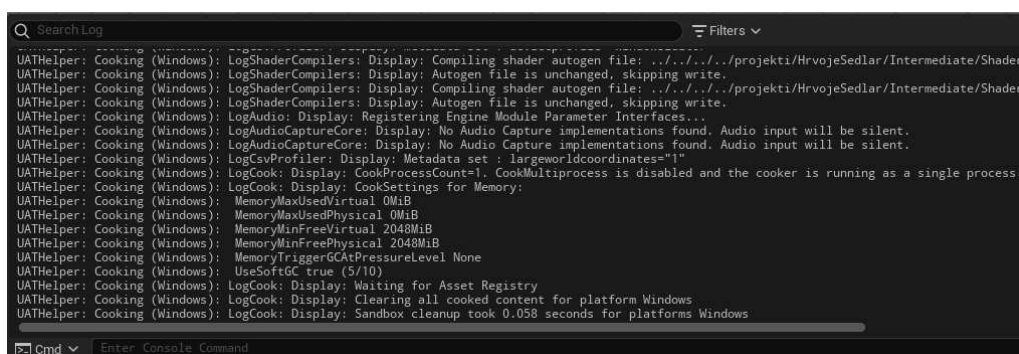 Search Log
Filters
UATHelper: Cooking (Windows): LogShaderCompilers: Display: Compiling shader autogen file: ../../../../projekti/HrvojeSedlar/Intermediate/Shader
UATHelper: Cooking (Windows): LogShaderCompilers: Display: Autogen file is unchanged, skipping write.
UATHelper: Cooking (Windows): LogShaderCompilers: Display: Compiling shader autogen file: ../../../../projekti/HrvojeSedlar/Intermediate/Shader
UATHelper: Cooking (Windows): LogShaderCompilers: Display: Autogen file is unchanged, skipping write.
UATHelper: Cooking (Windows): LogAudio: Display: Registering Engine Module Parameter Interfaces...
UATHelper: Cooking (Windows): LogAudioCaptureCore: Display: No Audio Capture implementations found. Audio input will be silent.
UATHelper: Cooking (Windows): LogAudioCaptureCore: Display: No Audio Capture implementations found. Audio input will be silent.
UATHelper: Cooking (Windows): LogCsvProfiler: Display: Metadata set : largeworldcoordinates="1"
UATHelper: Cooking (Windows): LogCook: Display: CookProcessCount=1. CookMultiprocess is disabled and the cooker is running as a single process
UATHelper: Cooking (Windows): LogCook: Display: CookSettings for Memory:
UATHelper: Cooking (Windows): MemoryMaxUsedVirtual 0MiB
UATHelper: Cooking (Windows): MemoryMaxUsedPhysical 0MiB
UATHelper: Cooking (Windows): MemoryMinFreeVirtual 2048MiB
UATHelper: Cooking (Windows): MemoryMinFreePhysical 2048MiB
UATHelper: Cooking (Windows): MemoryTriggerGCAtPressureLevel None
UATHelper: Cooking (Windows): UseSoftGC true (5/10)
UATHelper: Cooking (Windows): LogCook: Display: Waiting for Asset Registry
UATHelper: Cooking (Windows): LogCook: Display: Clearing all cooked content for platform Windows
UATHelper: Cooking (Windows): LogCook: Display: Sandbox cleanup took 0.058 seconds for platforms Windows
Cmd
Enter Console Command